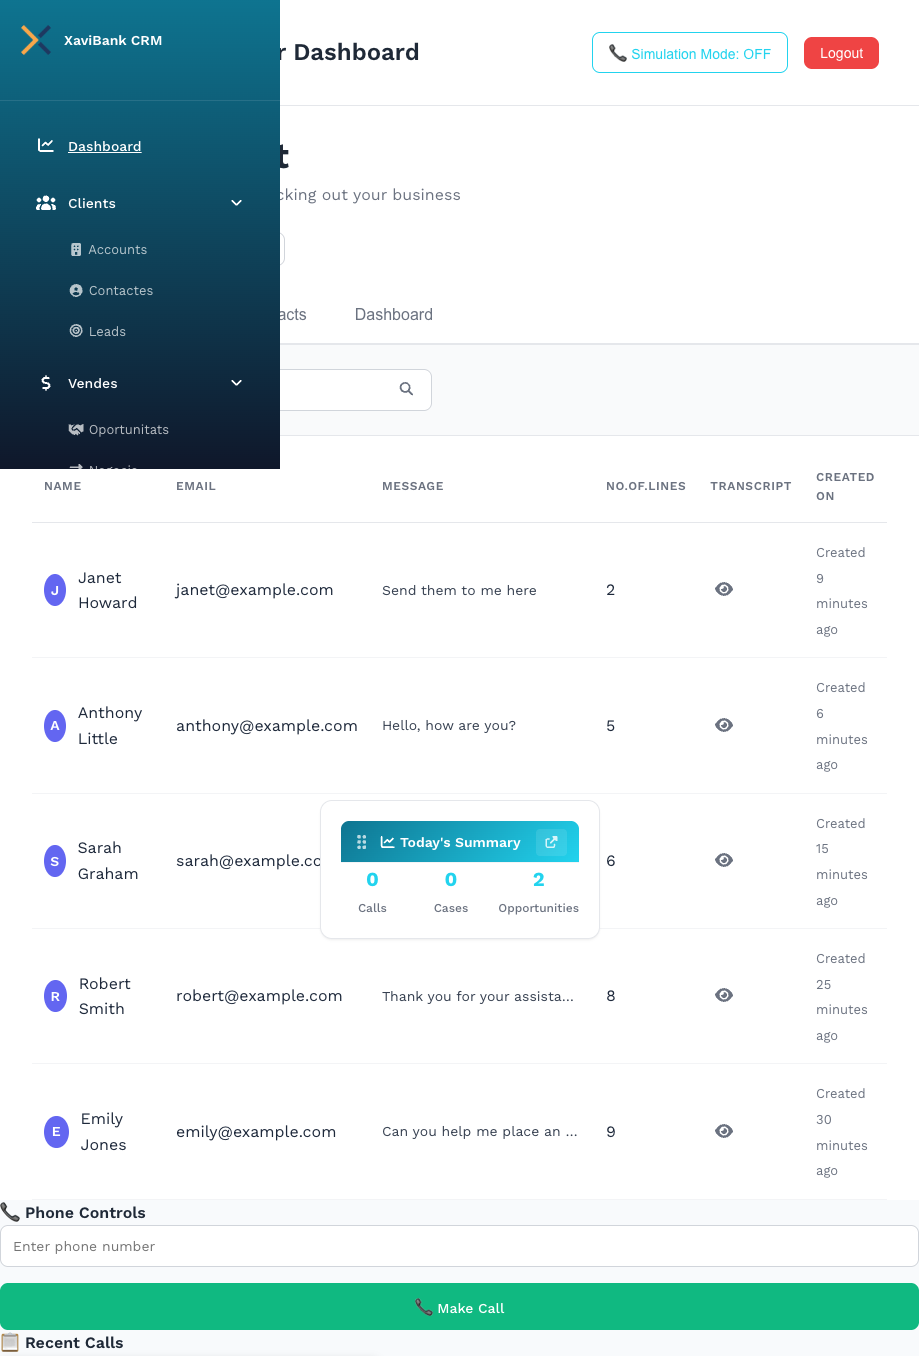 XaviBank CRM
Dashboard
Clients
Accounts
Contactes
Leads
Vendes
Oportunitats
r Dashboard
Simulation Mode: OFF
Logout
t
cking out your business
acts
Dashboard
NAME
EMAIL
MESSAGE
NO.OF.LINES
TRANSCRIPT
CREATED
ON
J
Janet
Howard
janet@example.com
Send them to me here
2
Created
9
minutes
ago
A
Anthony
Little
anthony@example.com
Hello, how are you?
5
Created
6
minutes
ago
S
Sarah
Graham
sarah@example.co
6
Created
15
minutes
ago
Today's Summary
0
Calls
0
Cases
2
Opportunities
R
Robert
Smith
robert@example.com
Thank you for your assista...
8
Created
25
minutes
ago
E
Emily
Jones
emily@example.com
Can you help me place an ...
9
Created
30
minutes
ago
Phone Controls
Enter phone number
Make Call
Recent Calls